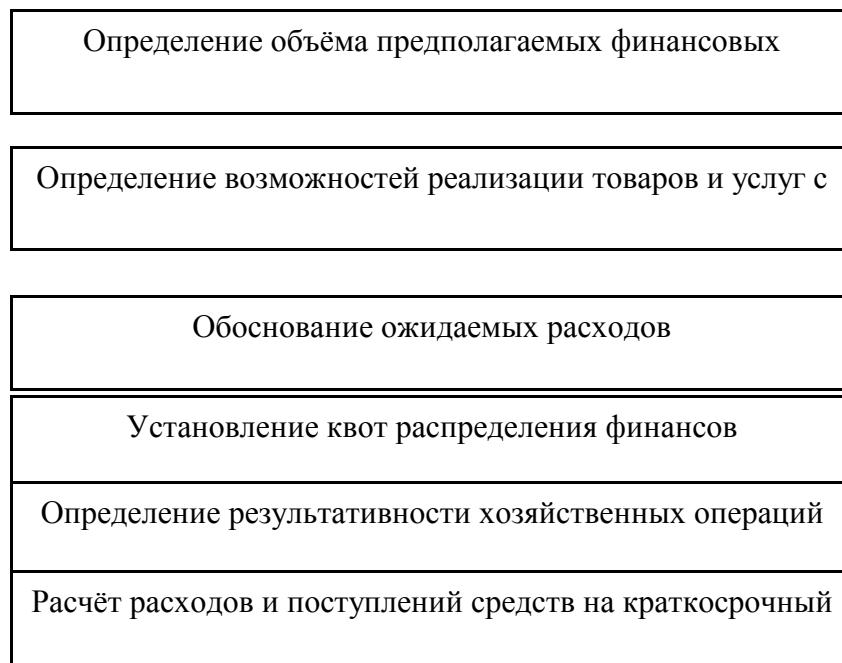 Определение объёма предполагаемых финансовых
Определение возможностей реализации товаров и услуг с
Обоснование ожидаемых расходов
Установление квот распределения финансов
Определение результативности хозяйственных операций
Расчёт расходов и поступлений средств на краткосрочный